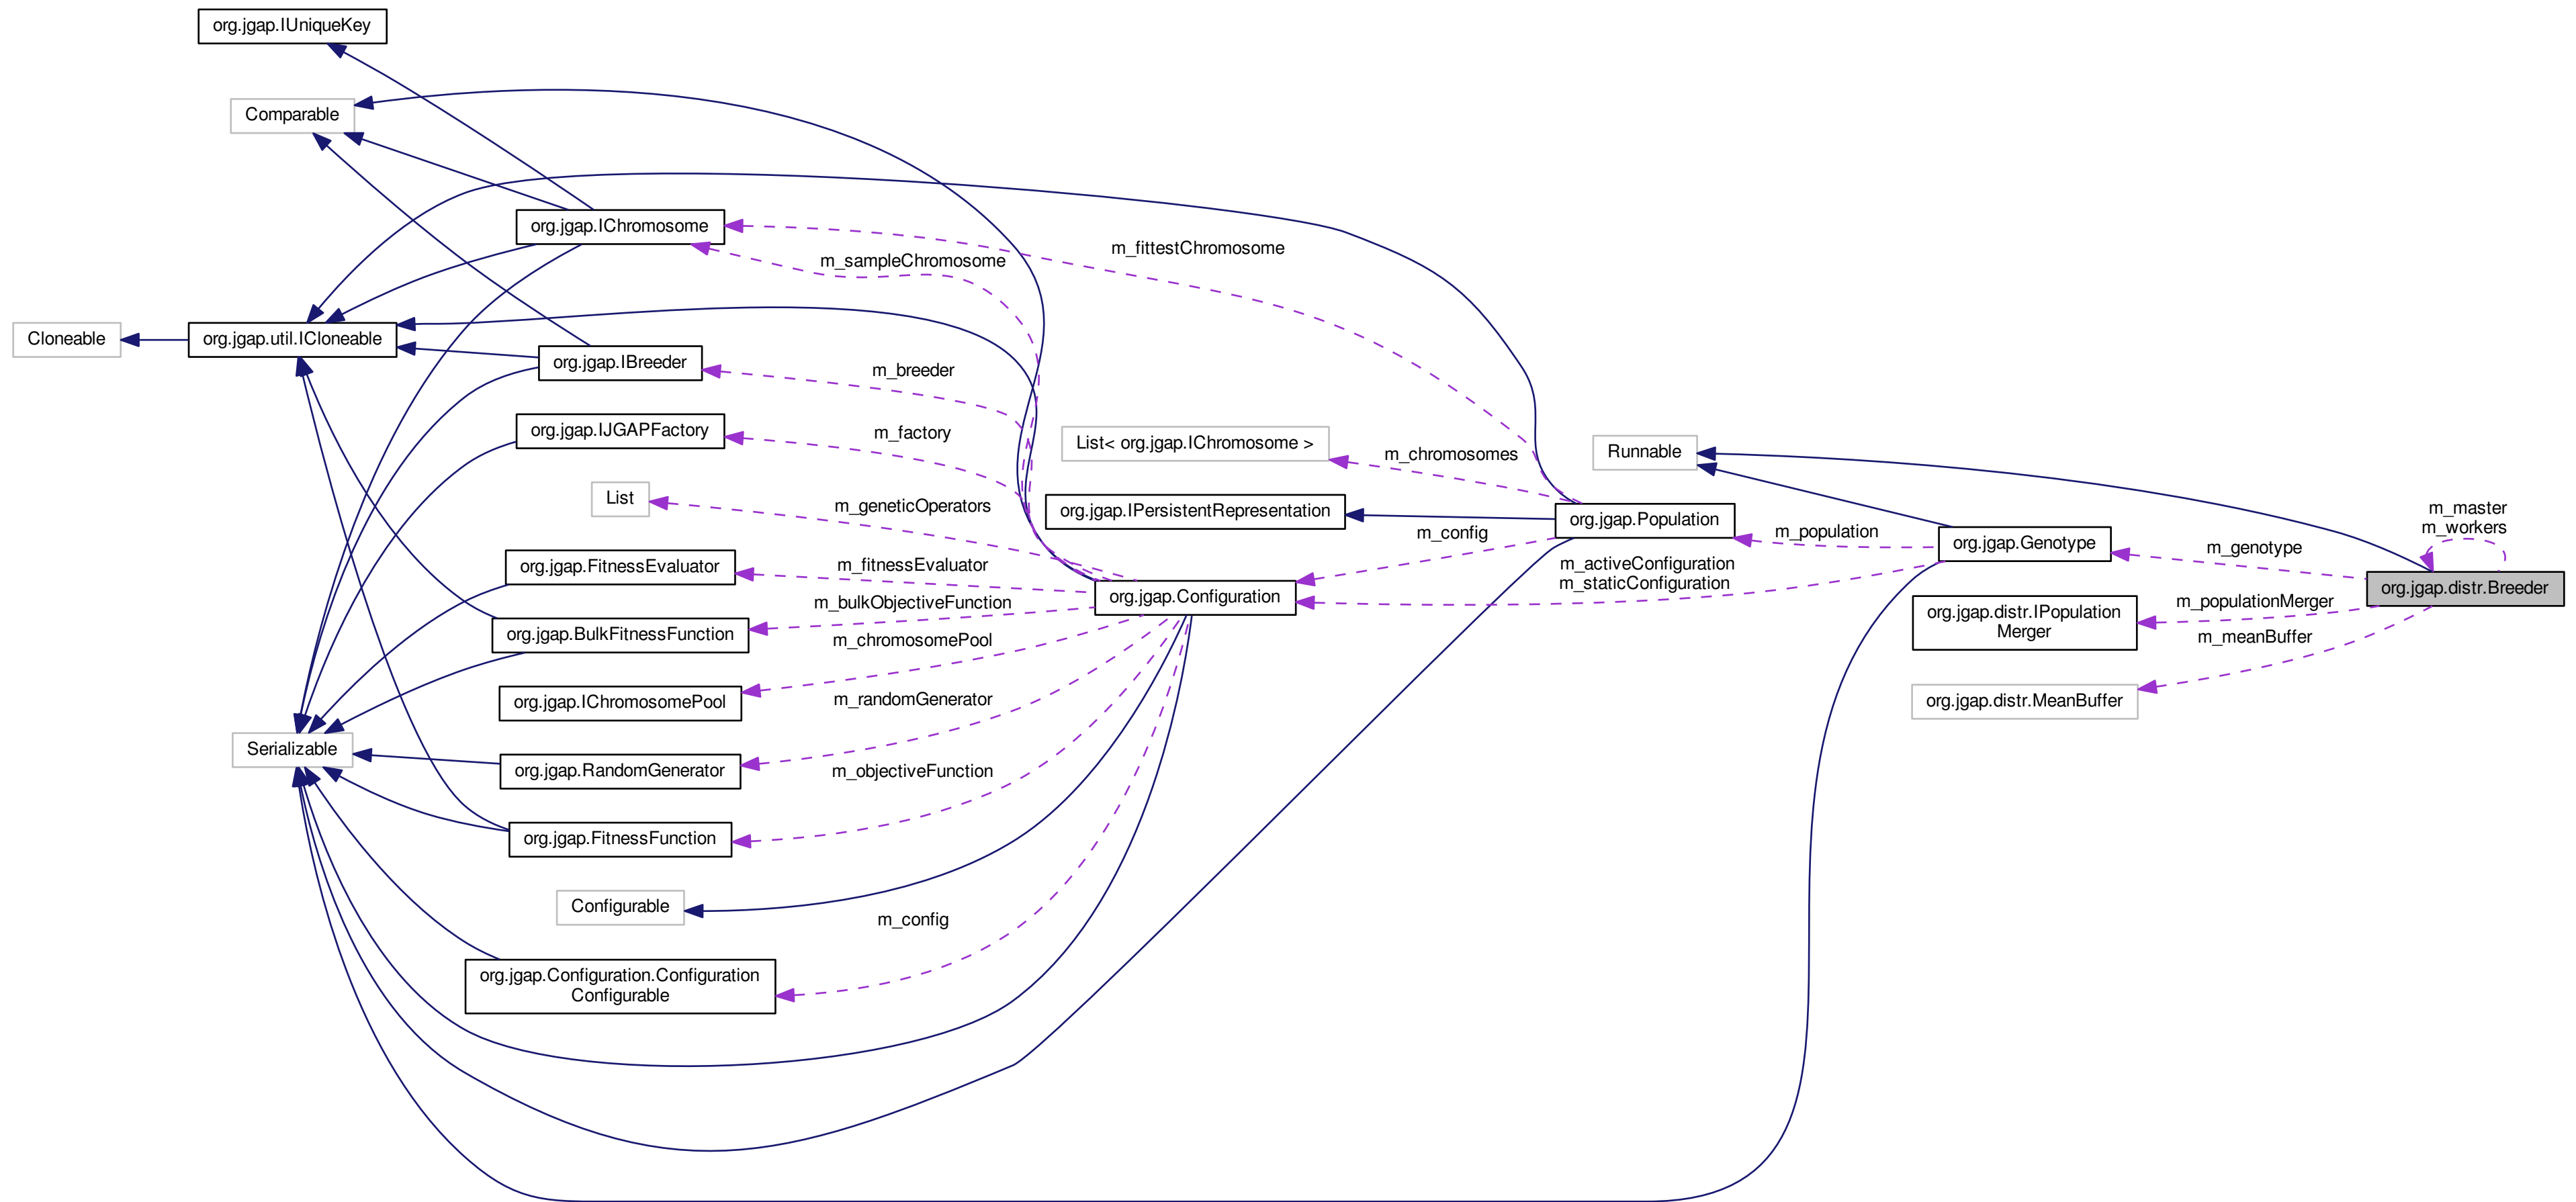 org.jgap.IUniqueKey
Comparable
org.jgap.IChromosome
m_fittestChromosome
m_sampleChromosome
Cloneable
org.jgap.util.ICloneable
org.jgap.IBreeder
m_breeder
org.jgap.IJGAPFactory
m_factory
List< org.jgap.IChromosome >
m_chromosomes
Runnable
List
m_geneticOperators
org.jgap.IPersistentRepresentation
org.jgap.Population
m_master
m_workers
m_config
m_population
org.jgap.Genotype
m_genotype
org.jgap.FitnessEvaluator
m_fitnessEvaluator
m_activeConfiguration
m_staticConfiguration
org.jgap.distr.Breeder
org.jgap.Configuration
m_bulkObjectiveFunction
m_populationMerger
org.jgap.distr.IPopulation
Merger
org.jgap.BulkFitnessFunction
m_chromosomePool
m_meanBuffer
org.jgap.IChromosomePool
m_randomGenerator
org.jgap.distr.MeanBuffer
Serializable
org.jgap.RandomGenerator
m_objectiveFunction
org.jgap.FitnessFunction
Configurable
m_config
org.jgap.Configuration.Configuration
Configurable